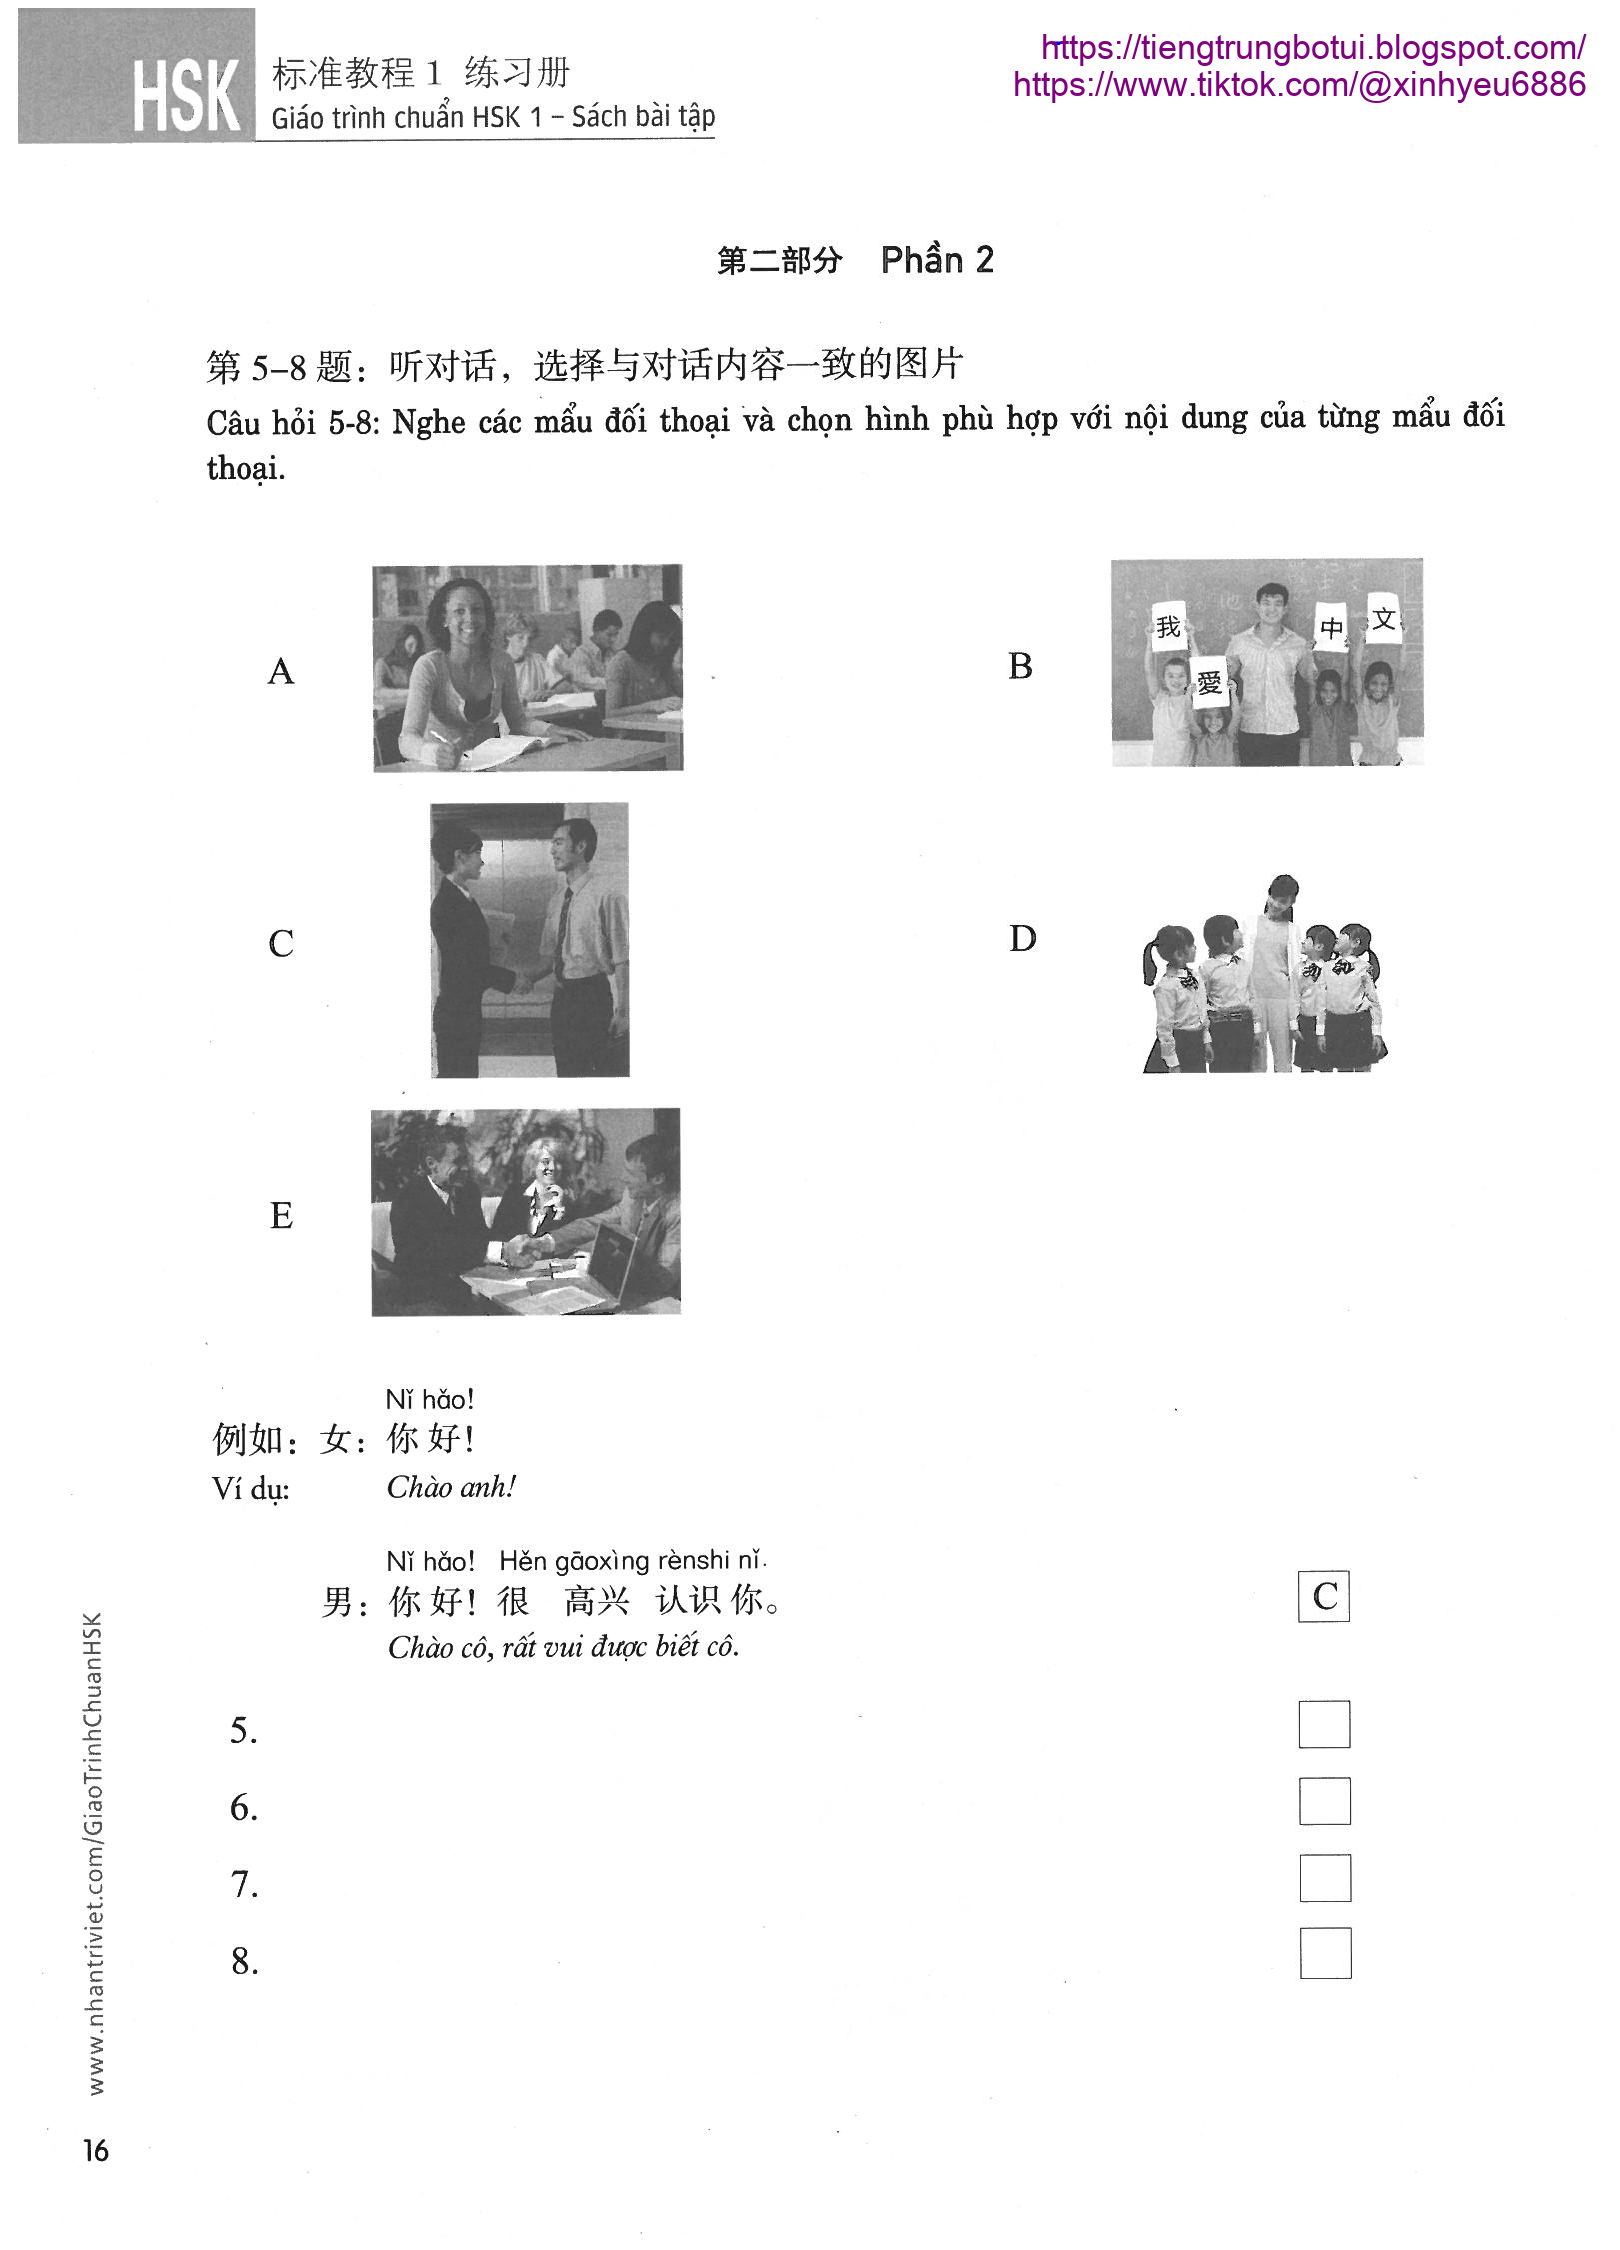 https://tiengtrungbotui.blogspot.com/
https://www.tiktok.com/@xinhyeu6886
HSK 标准教程 1 练习册
Giáo trình chuẩn HSK 1 – Sách bài tập
第二部分 Phần 2
第 5–8 题：听对话，选择与对话内容一致的图片
Câu hỏi 5-8: Nghe các mẩu đối thoại và chọn hình phù hợp với nội dung của từng mẩu đối
thoại.
A
B
我 愛 中 文
C
D
E
Nǐ hǎo!
例如：女：你 好！
Ví dụ: Chào anh!
Nǐ hǎo! Hěn gāoxìng rènshi nǐ.
男：你 好！很 高兴 认识 你。
C
Chào cô, rất vui được biết cô.
5.
6.
7.
8.
www.nhantriviet.com/GiaoTrinhChuanHSK
16